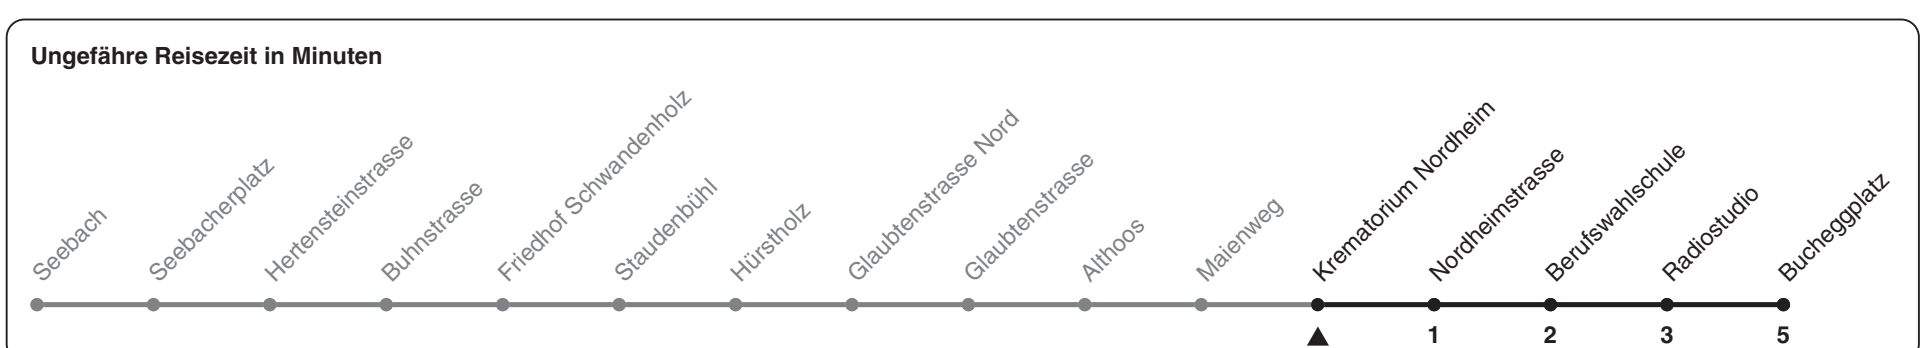 Ungefähre Reisezeit in Minuten
Seebach
Seebacherplatz
Hertensteinstrasse
Buhnstrasse
Friedhof Schwandenholz
Staudenbühl
Hürstholz
Glaubtenstrasse Nord
Glaubtenstrasse
Althoos
Maienweg
Krematorium Nordheim
Nordheimstrasse
Berufswahlschule
Radiostudio
Bucheggplatz
1 2 3 5